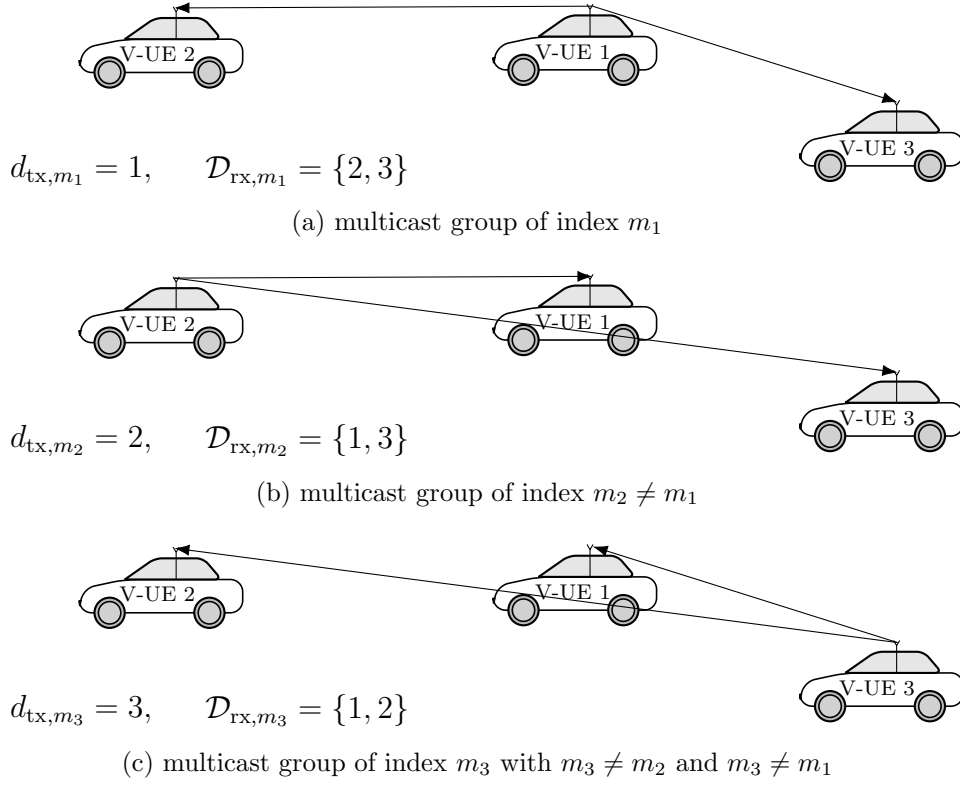 V-UE 2 V-UE 1
V-UE 3
d_{tx,m_1} = 1, \mathcal{D}_{rx,m_1} = \{2, 3\}
(a) multicast group of index m_1
V-UE 2 V-UE 1
V-UE 3
d_{tx,m_2} = 2, \mathcal{D}_{rx,m_2} = \{1, 3\}
(b) multicast group of index m_2 ≠ m_1
V-UE 2 V-UE 1
V-UE 3
d_{tx,m_3} = 3, \mathcal{D}_{rx,m_3} = \{1, 2\}
(c) multicast group of index m_3 with m_3 ≠ m_2 and m_3 ≠ m_1